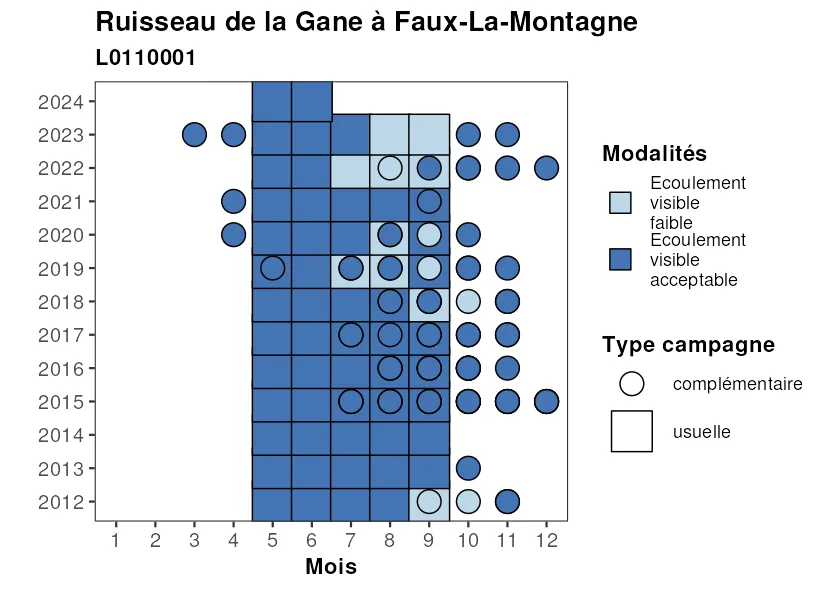 Ruisseau de la Gane à Faux-La-Montagne
L0110001
2024
2023
2022
2021
2020
2019
2018
2017
2016
2015
2014
2013
2012
1 2 3 4 5 6 7 8 9 10 11 12
Mois
Modalités
Ecoulement
visible
faible
Ecoulement
visible
acceptable
Type campagne
complémentaire
usuelle